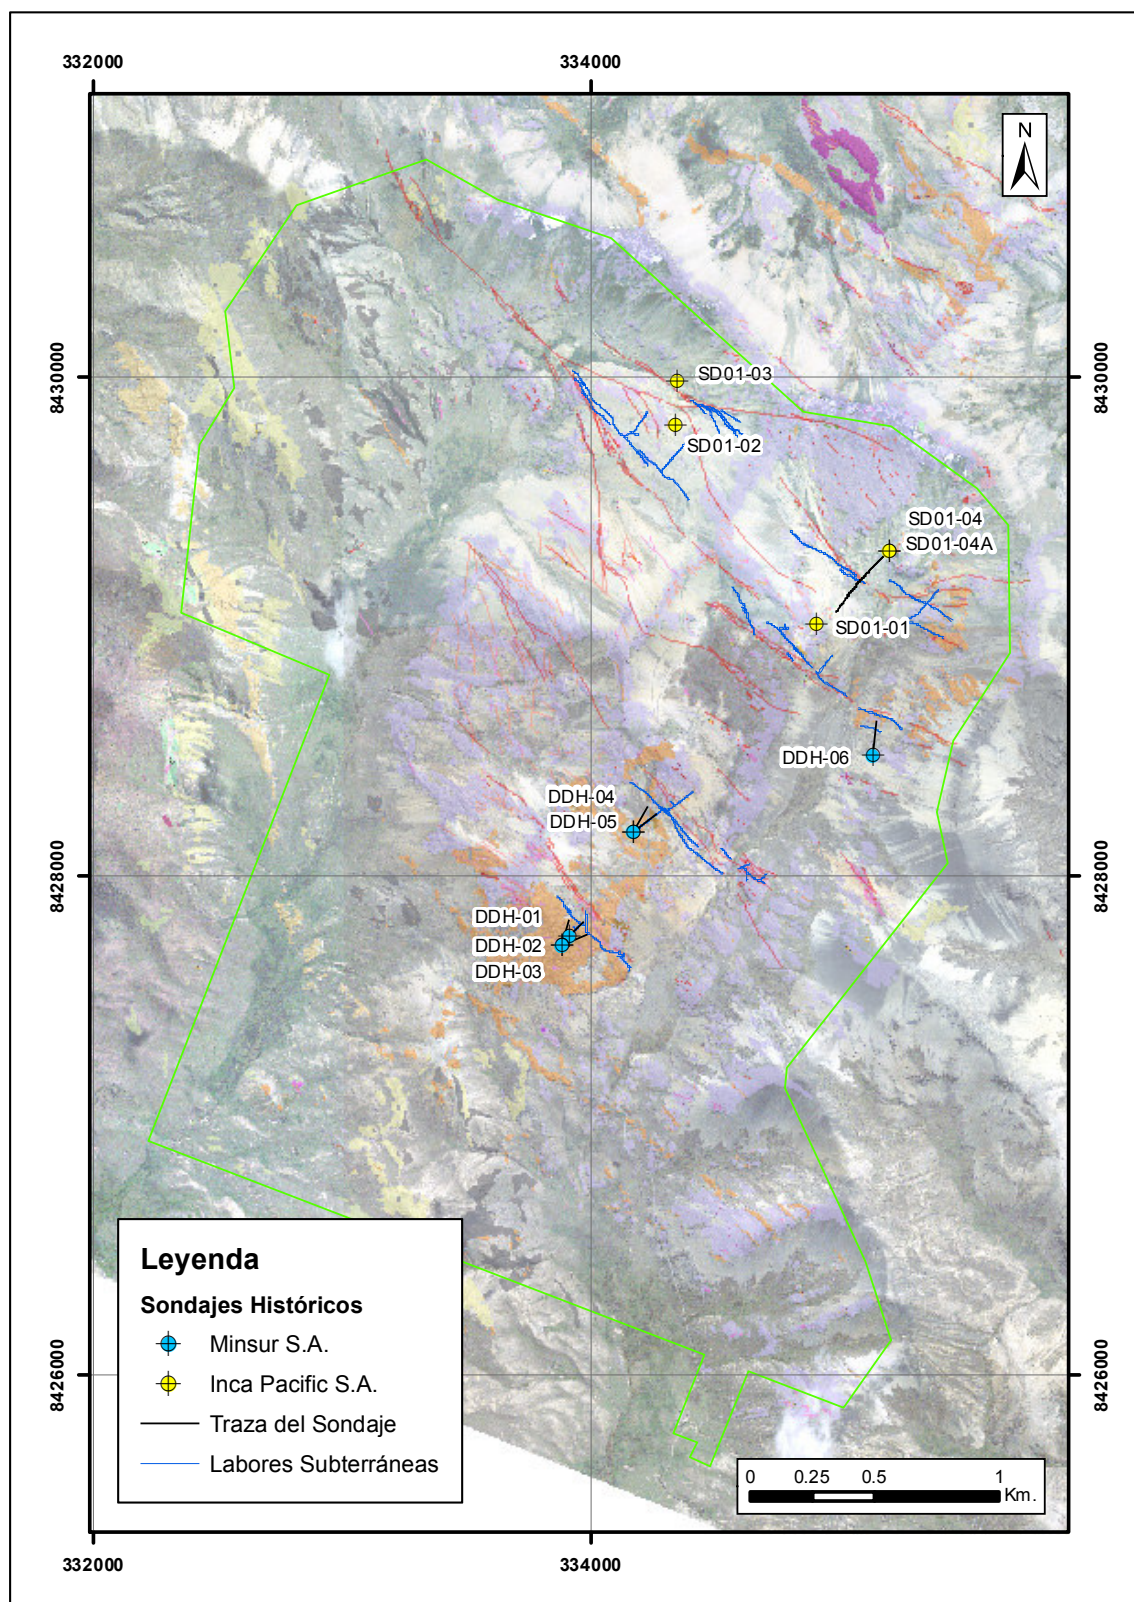 332000
334000
N
8430000
8430000
SD01-03
SD01-02
SD01-04
SD01-04A
SD01-01
DDH-06
DDH-04
DDH-05
8428000
8428000
DDH-01
DDH-02
DDH-03
Leyenda
Sondajes Históricos
Minsur S.A.
Inca Pacific S.A.
Traza del Sondaje
Labores Subterráneas
8426000
8426000
0 0.25 0.5 1
Km.
332000
334000